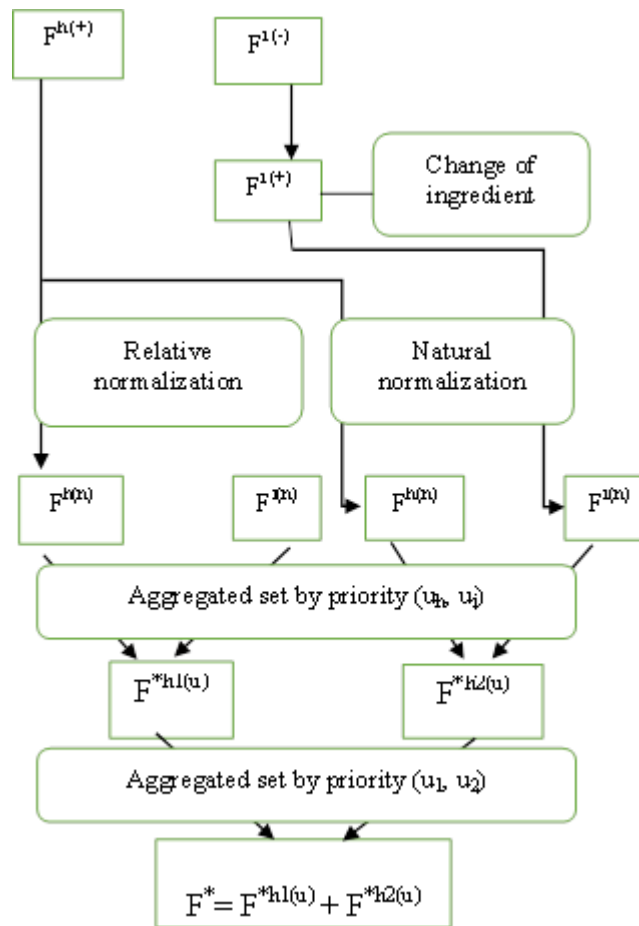 F^h(+)
F^1(-)
F^1(+)
Change of
ingredient
Relative
normalization
Natural
normalization
F^h(n)
F^1(n)
F^h(n)
F^1(n)
Aggregated set by priority (u_h, u_i)
F^*h1(u)
F^*h2(u)
Aggregated set by priority (u_1, u_2)
F^* = F^*h1(u) + F^*h2(u)